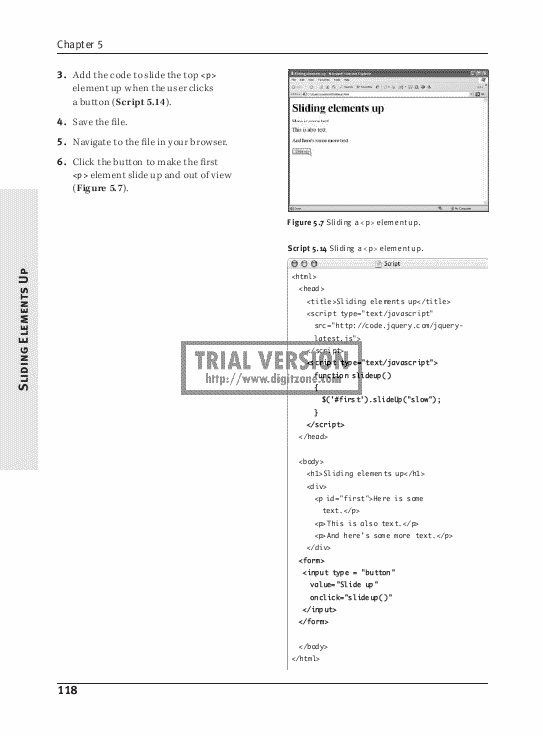 Chapter 5
3. Add the code to slide the top <p>
element up when the user clicks
a button (Script 5.14).
4. Save the file.
5. Navigate to the file in your browser.
6. Click the button to make the first
<p> element slide up and out of view
(Figure 5.7).
Sliding Elements Up
Sliding elements up
Here is some text
This is also text.
And here's some more text
Figure 5.7 Sliding a <p> element up.
Script 5.14 Sliding a <p> element up.
Script
<html>
<head>
<title>Sliding elements up</title>
<script type="text/javascript"
src="http://code.jquery.com/jquery-
latest.js">
</script>
<script type="text/javascript">
function slideup()
{
$('#first').slideUp("slow");
}
</script>
</head>
<body>
<h1>Sliding elements up</h1>
<div>
<p id="first">Here is some
text.</p>
<p>This is also text.</p>
<p>And here's some more text.</p>
</div>
<form>
<input type = "button"
value="Slide up"
onclick="slideup()"
</input>
</form>
</body>
</html>
TRIAL VERSION
http://www.digitzone.com
118